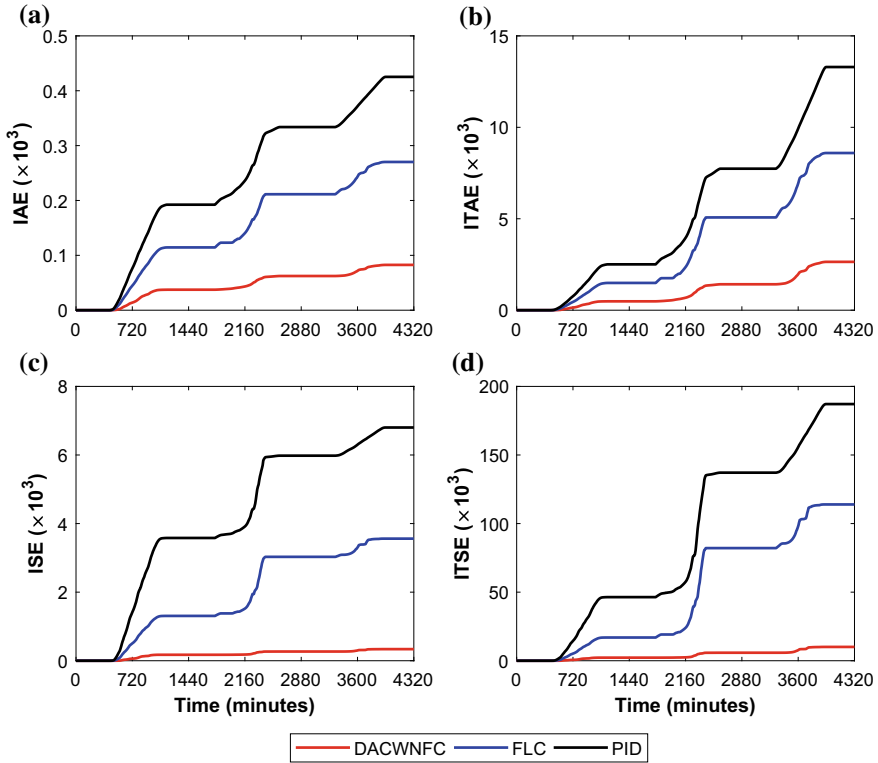 (a)
0.5
0.4
0.3
0.2
0.1
0
IAE (×10³)
0 720 1440 2160 2880 3600 4320
(b)
15
10
5
0
ITAE (×10³)
0 720 1440 2160 2880 3600 4320
(c)
8
6
4
2
0
ISE (×10³)
0 720 1440 2160 2880 3600 4320
Time (minutes)
(d)
200
150
100
50
0
ITSE (×10³)
0 720 1440 2160 2880 3600 4320
Time (minutes)
DACWNFC FLC PID